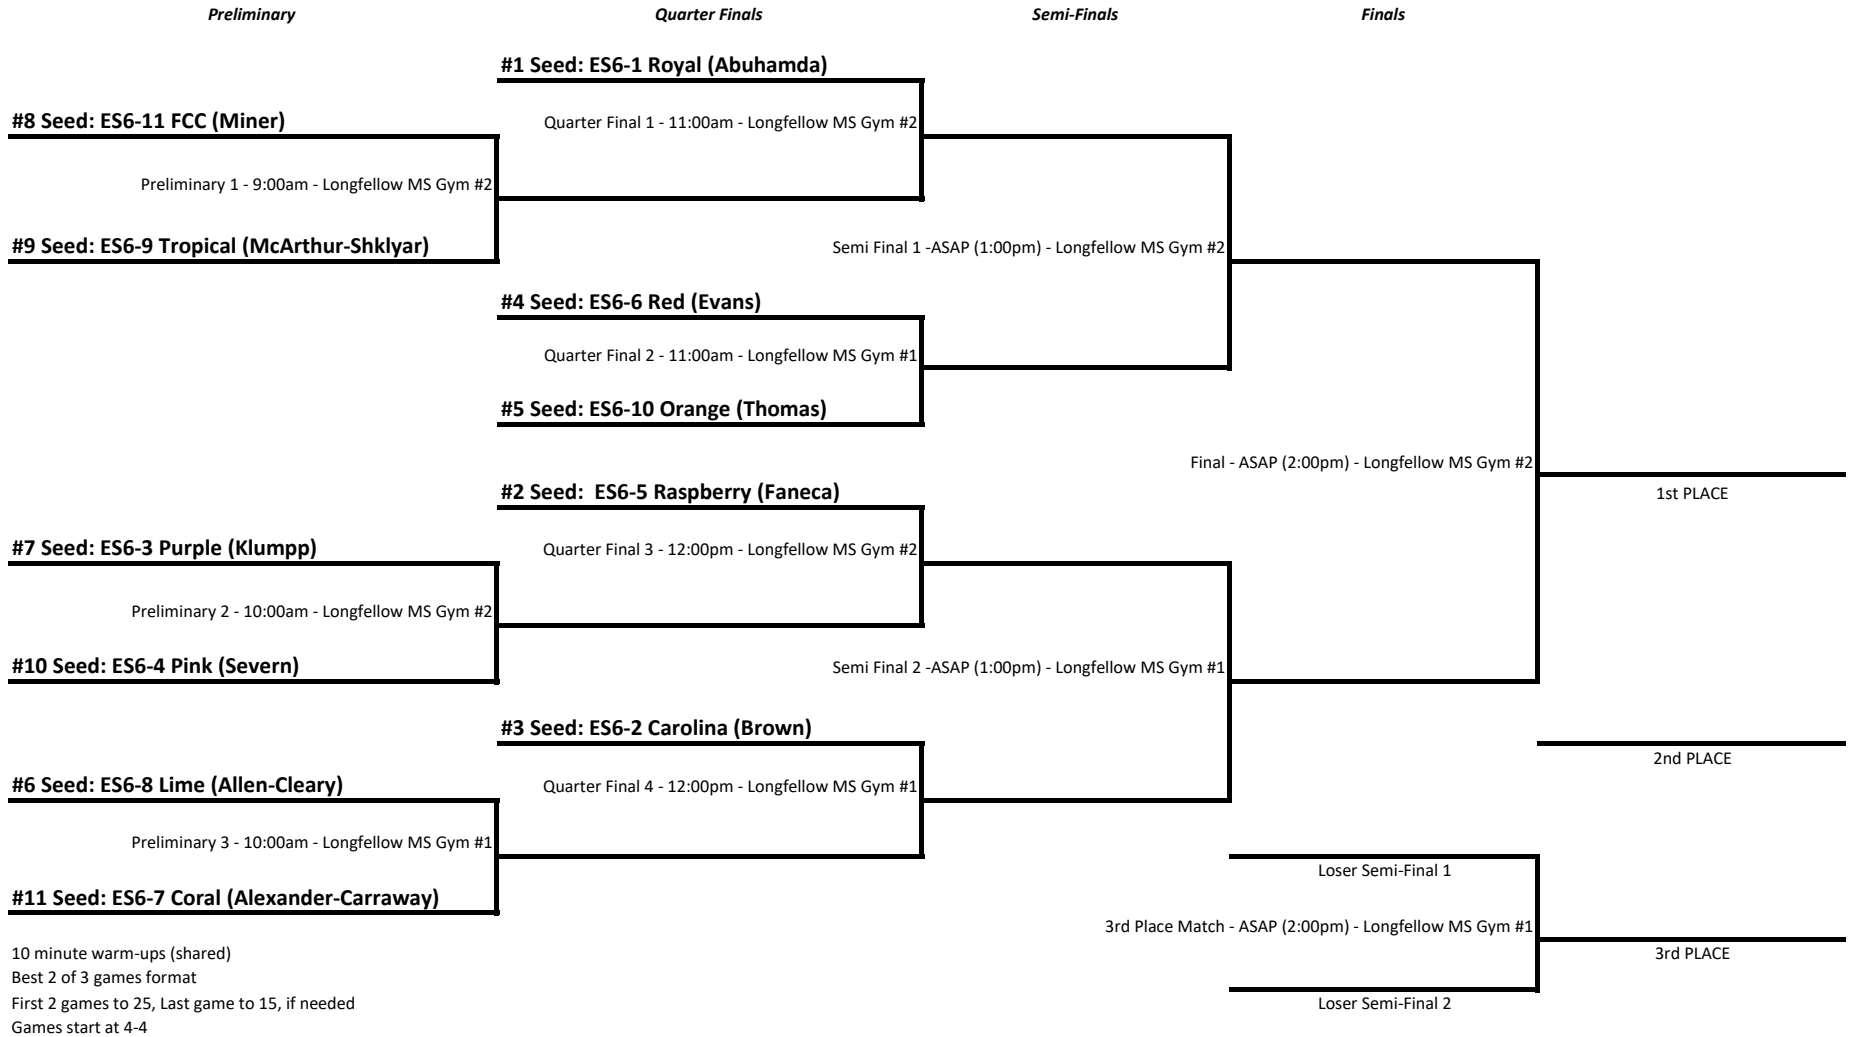 Preliminary
Quarter Finals
Semi-Finals
Finals
#1 Seed: ES6-1 Royal (Abuhamda)
#8 Seed: ES6-11 FCC (Miner)
Quarter Final 1 - 11:00am - Longfellow MS Gym #2
Preliminary 1 - 9:00am - Longfellow MS Gym #2
#9 Seed: ES6-9 Tropical (McArthur-Shklyar)
Semi Final 1 -ASAP (1:00pm) - Longfellow MS Gym #2
#4 Seed: ES6-6 Red (Evans)
Quarter Final 2 - 11:00am - Longfellow MS Gym #1
#5 Seed: ES6-10 Orange (Thomas)
Final - ASAP (2:00pm) - Longfellow MS Gym #2
#2 Seed:  ES6-5 Raspberry (Faneca)
1st PLACE
#7 Seed: ES6-3 Purple (Klumpp)
Quarter Final 3 - 12:00pm - Longfellow MS Gym #2
Preliminary 2 - 10:00am - Longfellow MS Gym #2
#10 Seed: ES6-4 Pink (Severn)
Semi Final 2 -ASAP (1:00pm) - Longfellow MS Gym #1
#3 Seed: ES6-2 Carolina (Brown)
2nd PLACE
#6 Seed: ES6-8 Lime (Allen-Cleary)
Quarter Final 4 - 12:00pm - Longfellow MS Gym #1
Preliminary 3 - 10:00am - Longfellow MS Gym #1
Loser Semi-Final 1
#11 Seed: ES6-7 Coral (Alexander-Carraway)
3rd Place Match - ASAP (2:00pm) - Longfellow MS Gym #1
3rd PLACE
Loser Semi-Final 2
10 minute warm-ups (shared)
Best 2 of 3 games format
First 2 games to 25, Last game to 15, if needed
Games start at 4-4